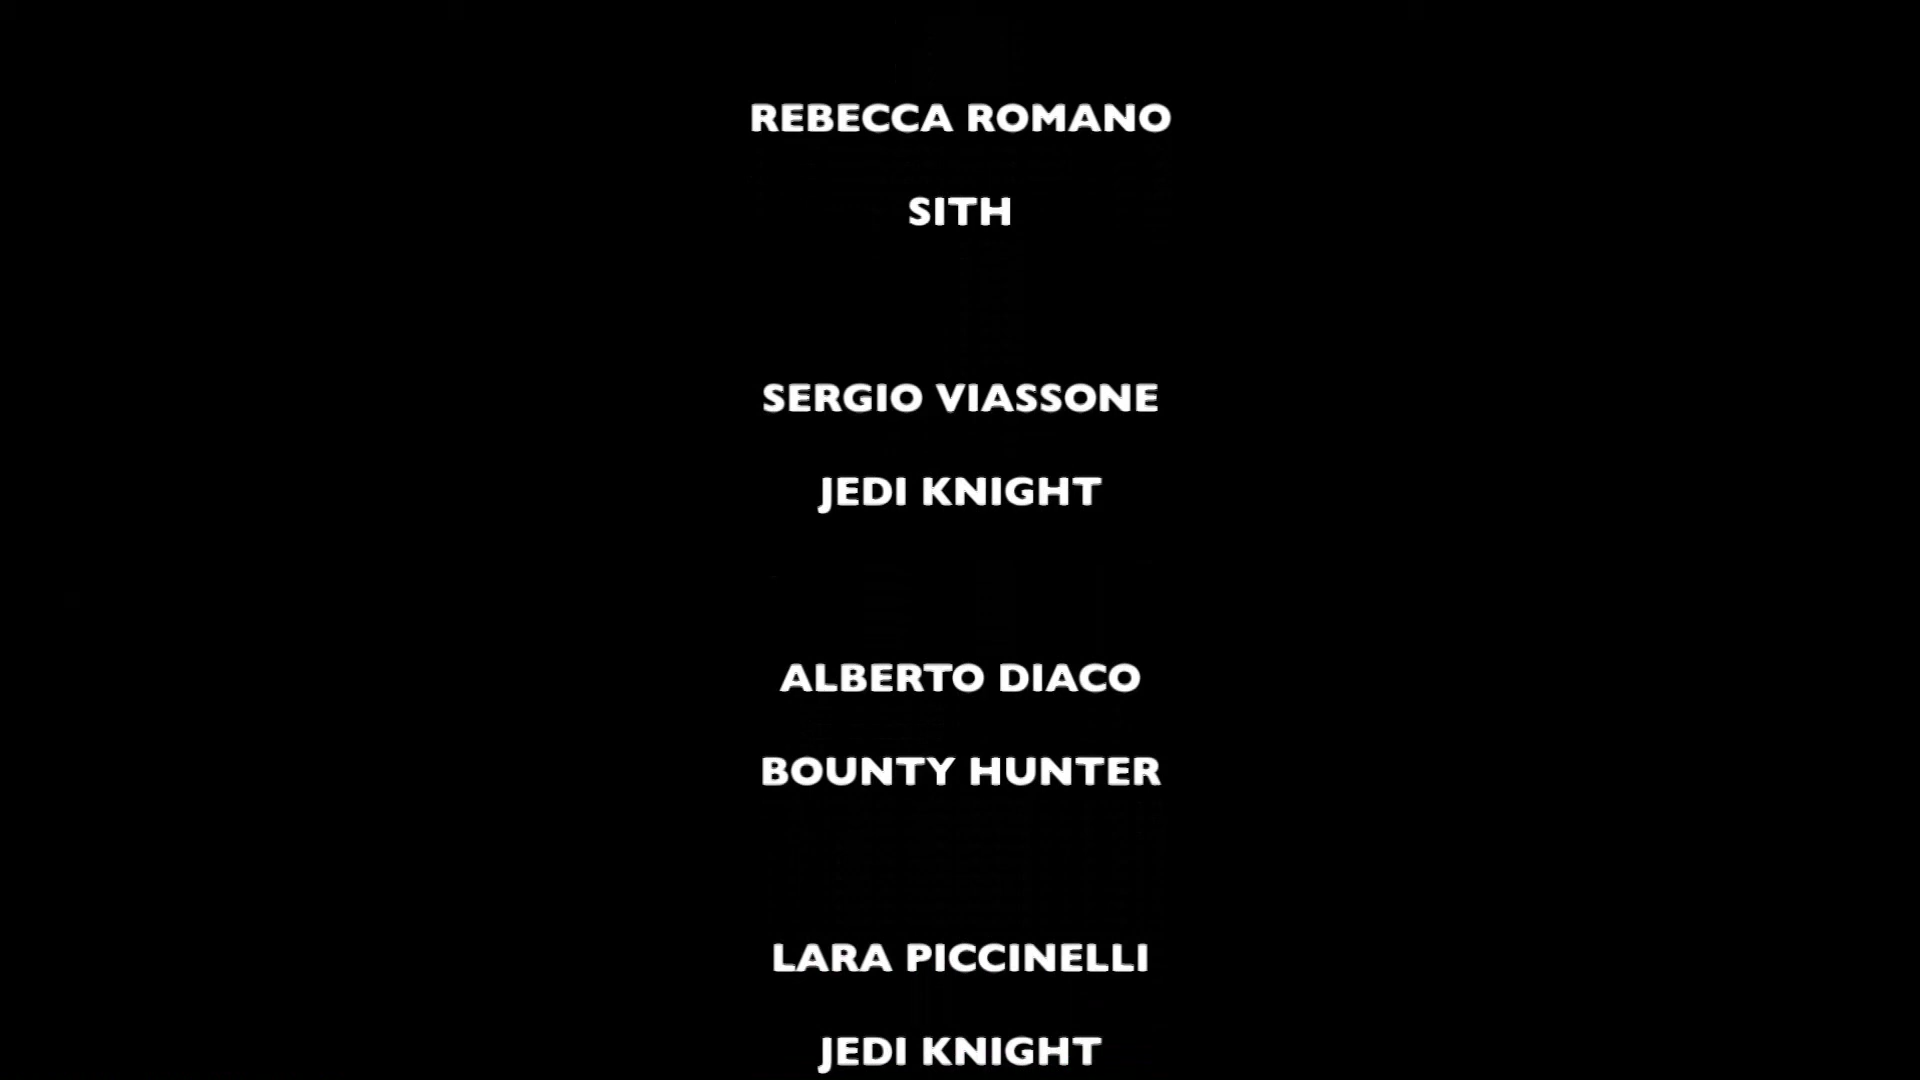 REBECCA ROMANO
SITH
SERGIO VIASSONE
JEDI KNIGHT
ALBERTO DIACO
BOUNTY HUNTER
LARA PICCINELLI
JEDI KNIGHT